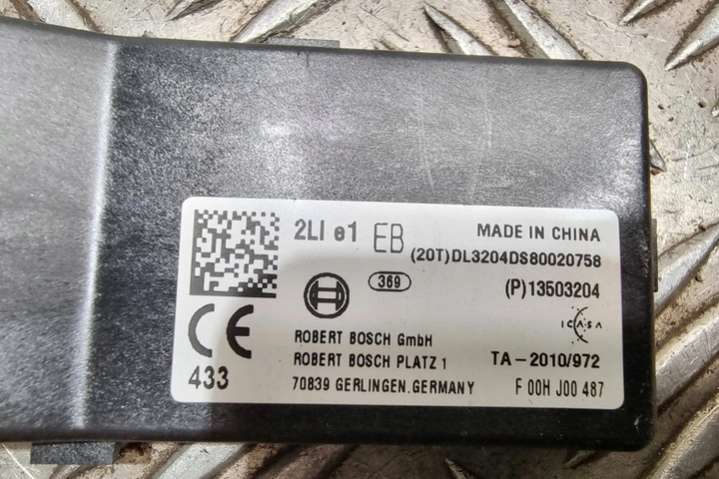 2LI e1 EB MADE IN CHINA
(20T)DL3204DS80020758
369 (P)13503204
ICASA
ROBERT BOSCH GmbH
ROBERT BOSCH PLATZ 1 TA-2010/972
CE
433 70839 GERLINGEN.GERMANY F 00H J00 487